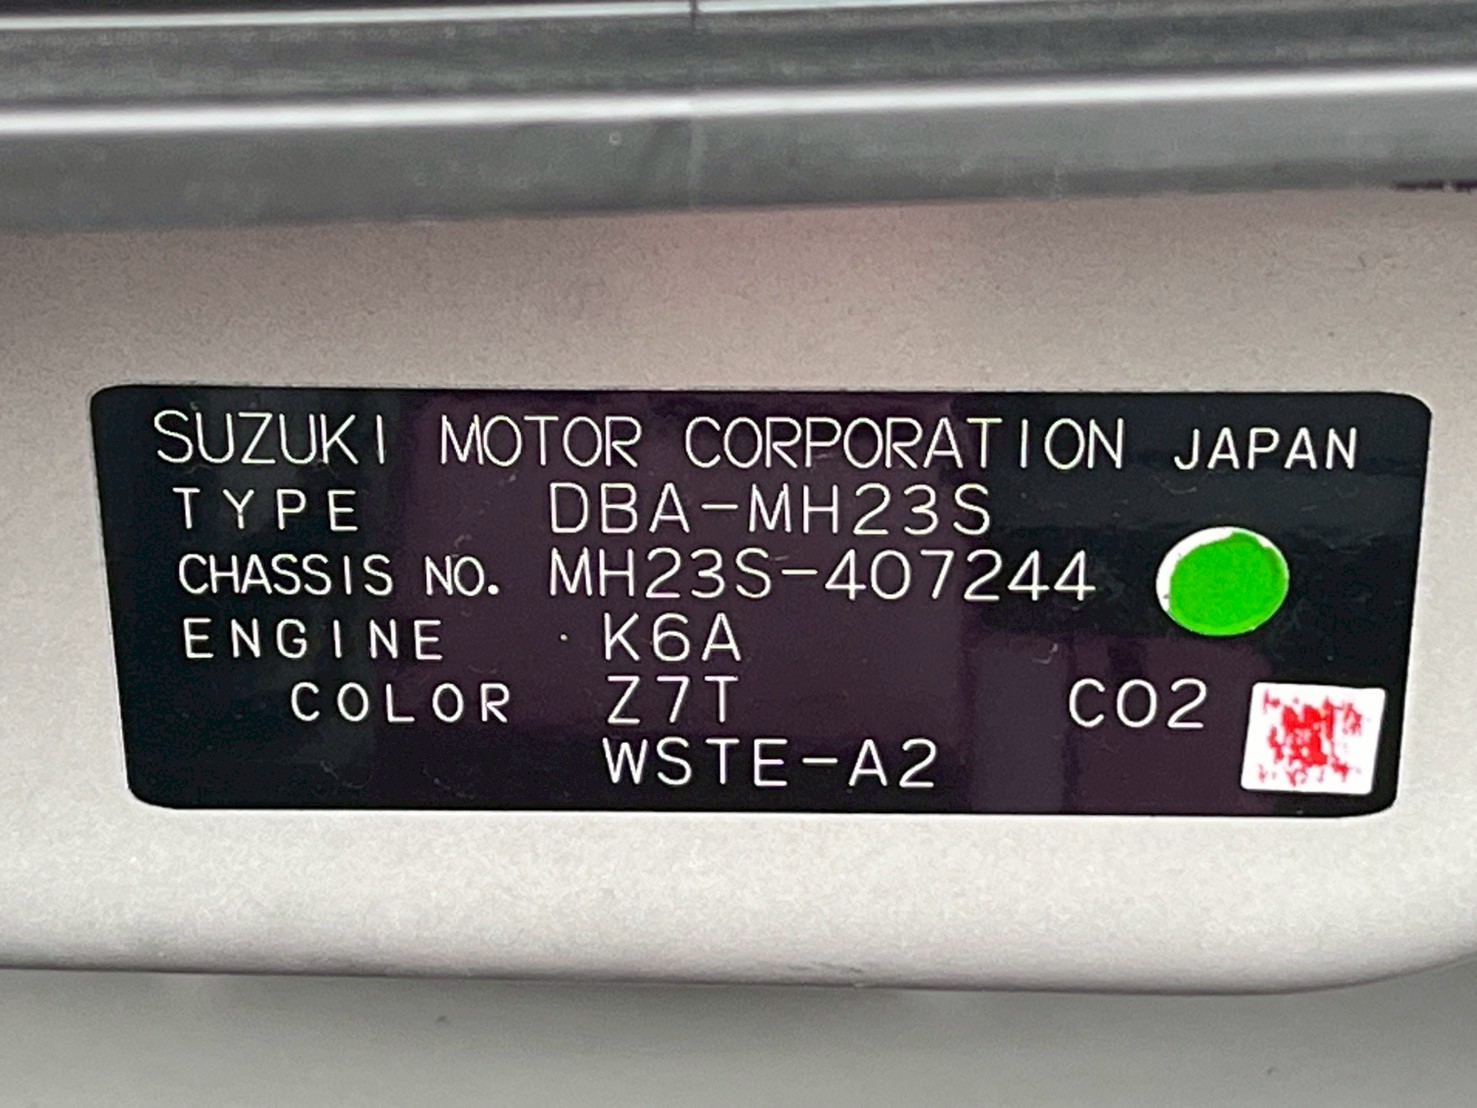 SUZUKI MOTOR CORPORATION JAPAN
TYPE DBA-MH23S
CHASSIS NO. MH23S-407244
ENGINE K6A
COLOR Z7T CO2
WSTE-A2